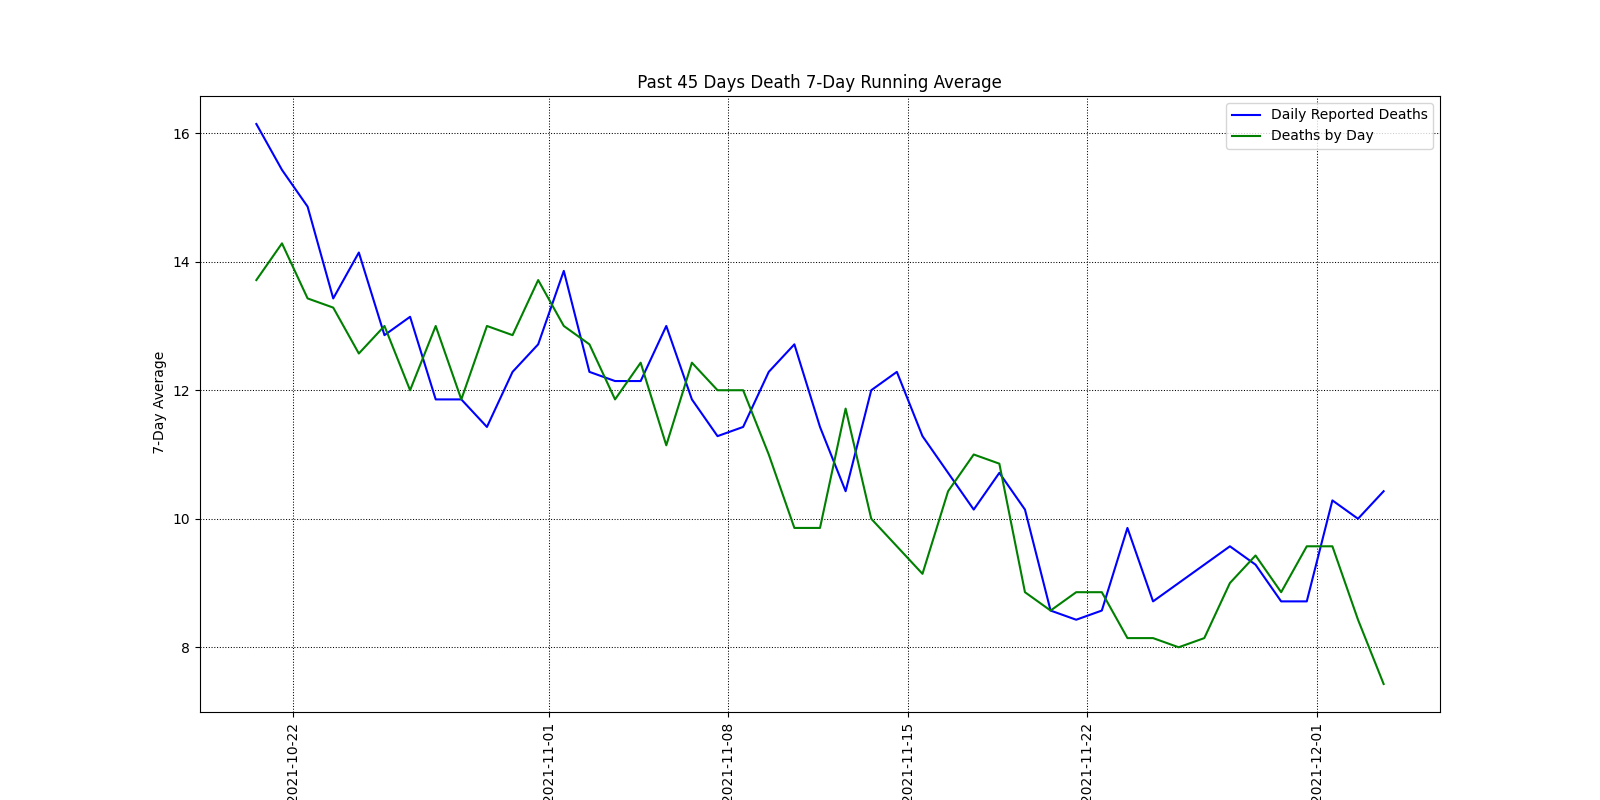 Past 45 Days Death 7-Day Running Average
Daily Reported Deaths
Deaths by Day
7-Day Average
16
14
12
10
8
2021-10-22
2021-11-01
2021-11-08
2021-11-15
2021-11-22
2021-12-01